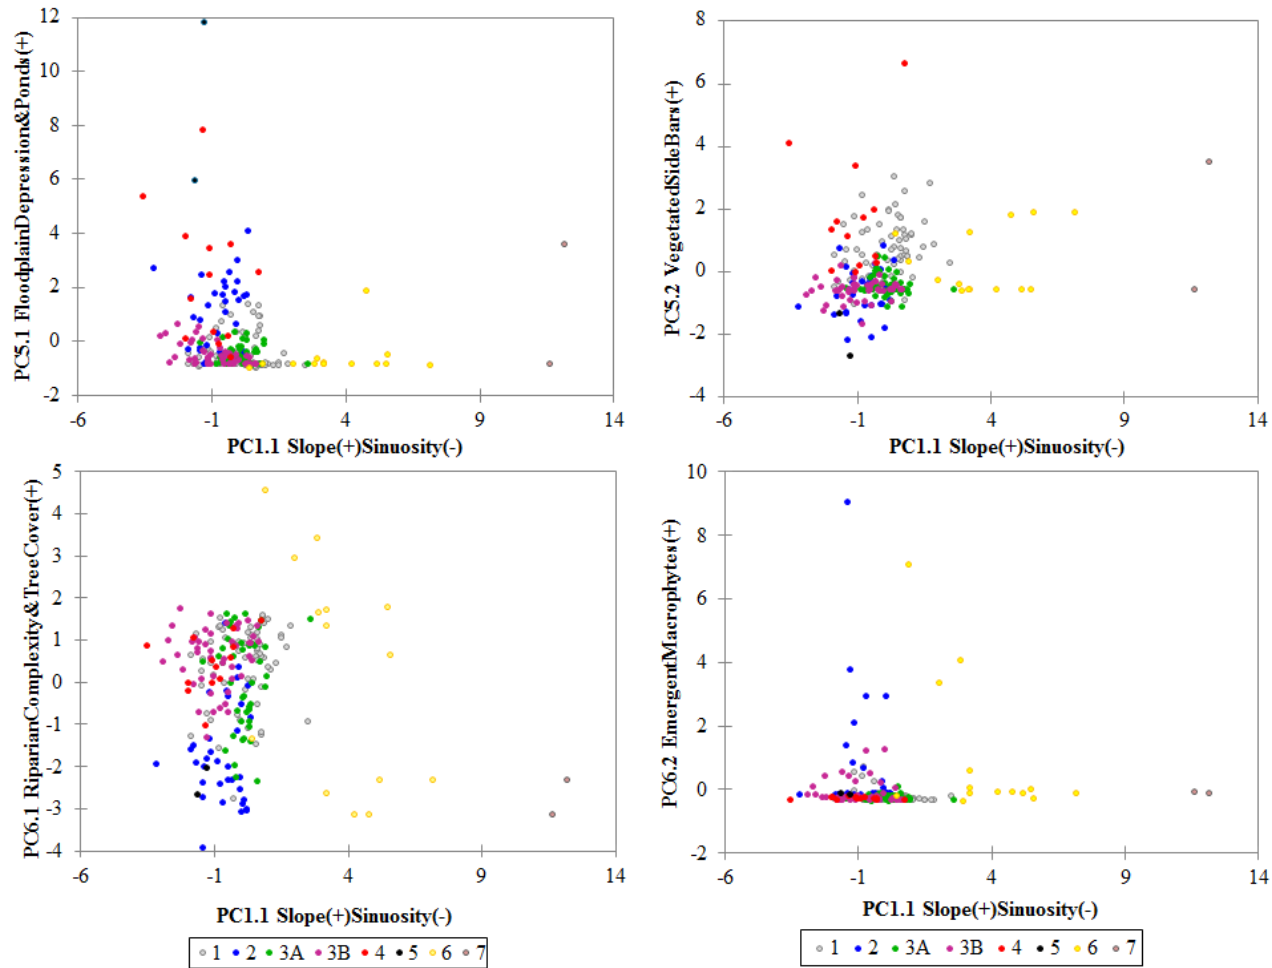 PC5.1 FloodplainDepression&Ponds(+)
12
10
8
6
4
2
0
-2
-6 -1 4 9 14
PC1.1 Slope(+)Sinuosity(-)
PC5.2 VegetatedSideBars(+)
8
6
4
2
0
-2
-4
-6 -1 4 9 14
PC1.1 Slope(+)Sinuosity(-)
PC6.1 RiparianComplexity&TreeCover(+)
5
4
3
2
1
0
-1
-2
-3
-4
-6 -1 4 9 14
PC1.1 Slope(+)Sinuosity(-)
1 2 3A 3B 4 5 6 7
PC6.2 EmergentMacrophytes(+)
10
8
6
4
2
0
-2
-6 -1 4 9 14
PC1.1 Slope(+)Sinuosity(-)
1 2 3A 3B 4 5 6 7